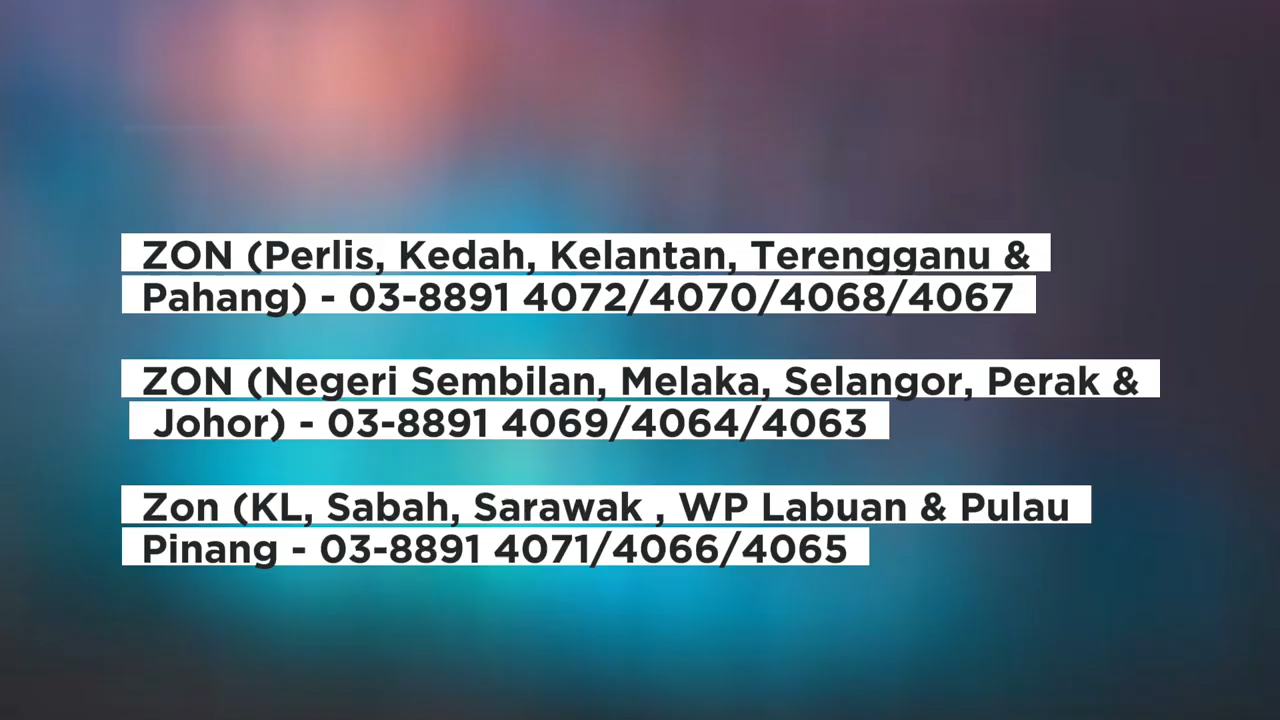 ZON (Perlis, Kedah, Kelantan, Terengganu &
Pahang) - 03-8891 4072/4070/4068/4067
ZON (Negeri Sembilan, Melaka, Selangor, Perak &
Johor) - 03-8891 4069/4064/4063
Zon (KL, Sabah, Sarawak , WP Labuan & Pulau
Pinang - 03-8891 4071/4066/4065